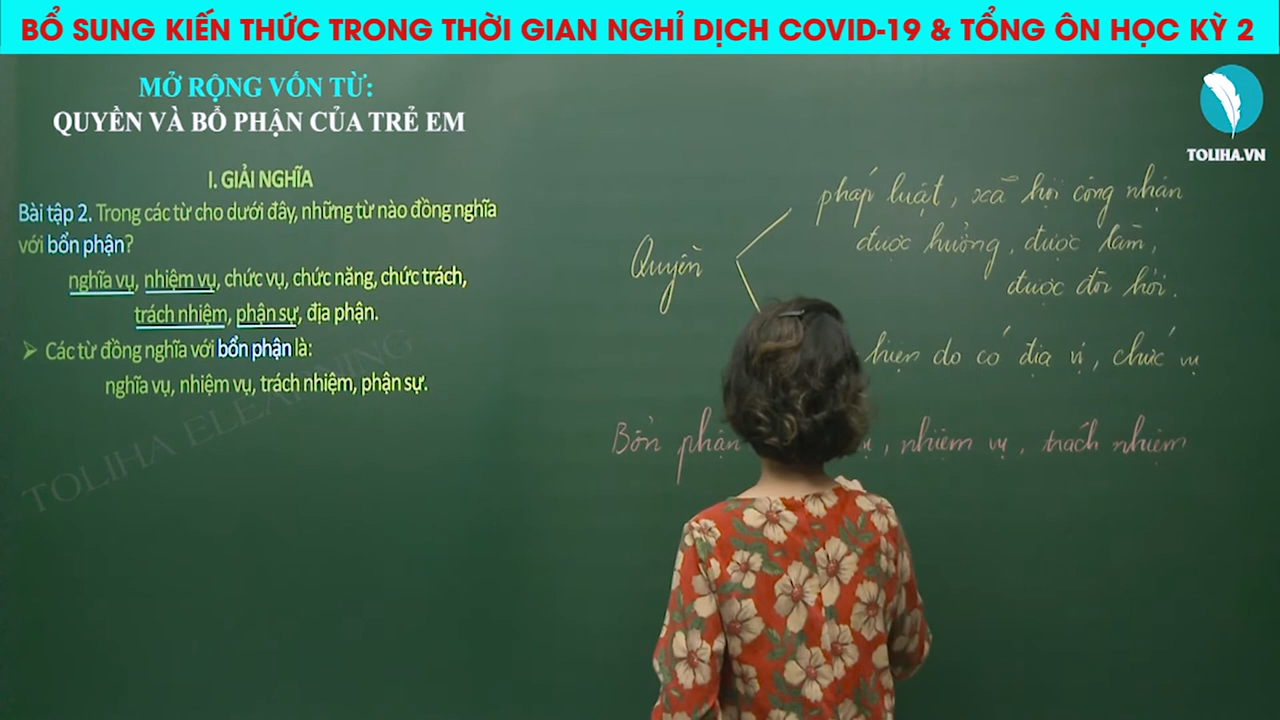 BỔ SUNG KIẾN THỨC TRONG THỜI GIAN NGHỈ DỊCH COVID-19 & TỔNG ÔN HỌC KỲ 2
MỞ RỘNG VỐN TỪ:
QUYỀN VÀ BỔ PHẬN CỦA TRẺ EM
TOLIHA.VN
I. GIẢI NGHĨA
Bài tập 2. Trong các từ cho dưới đây, những từ nào đồng nghĩa
với bổn phận?
nghĩa vụ, nhiệm vụ, chức vụ, chức năng, chức trách,
trách nhiệm, phận sự, địa phận.
Các từ đồng nghĩa với bổn phận là:
nghĩa vụ, nhiệm vụ, trách nhiệm, phận sự.
TOLIHA ELEARNING
Quyền
pháp luật, xã hội công nhận
được hưởng, được làm,
được đòi hỏi.
do có địa vị, chức vụ
Bổn phận , nhiệm vụ, trách nhiệm